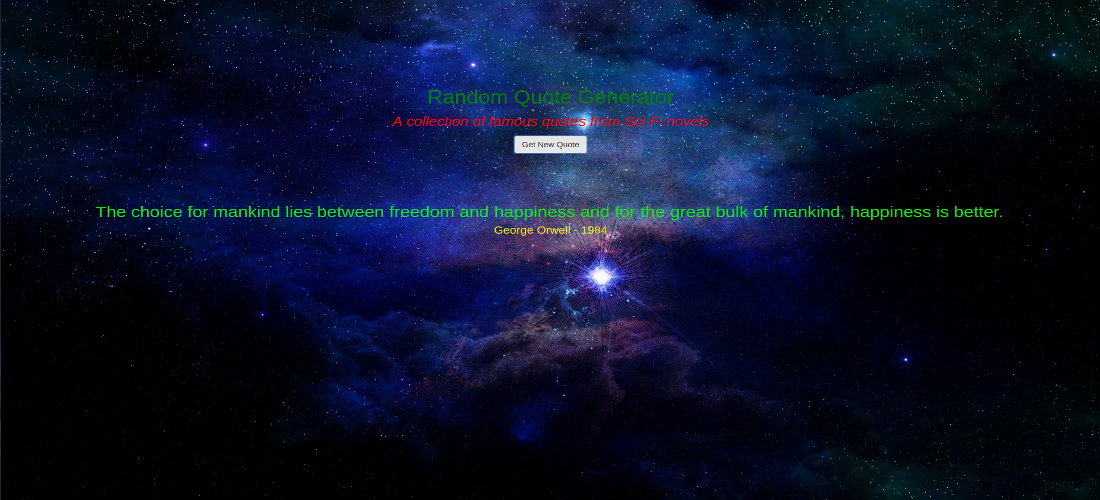 Random Quote Generator
A collection of famous quotes from Sci-Fi novels
Get New Quote
The choice for mankind lies between freedom and happiness and for the great bulk of mankind, happiness is better.
George Orwell - 1984